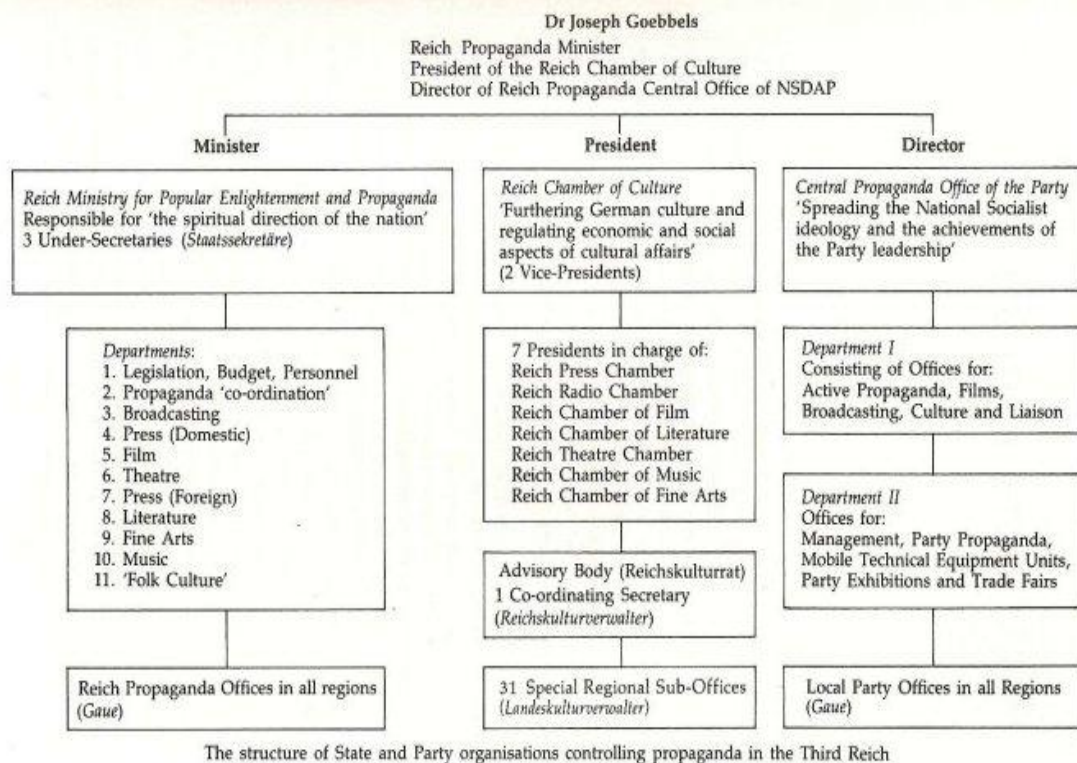 Dr Joseph Goebbels
Reich Propaganda Minister
President of the Reich Chamber of Culture
Director of Reich Propaganda Central Office of NSDAP
Minister
Reich Ministry for Popular Enlightenment and Propaganda
Responsible for 'the spiritual direction of the nation'
3 Under-Secretaries (Staatssekretäre)
Departments:
1. Legislation, Budget, Personnel
2. Propaganda 'co-ordination'
3. Broadcasting
4. Press (Domestic)
5. Film
6. Theatre
7. Press (Foreign)
8. Literature
9. Fine Arts
10. Music
11. 'Folk Culture'
Reich Propaganda Offices in all regions
(Gaue)
President
Reich Chamber of Culture
'Furthering German culture and
regulating economic and social
aspects of cultural affairs'
(2 Vice-Presidents)
7 Presidents in charge of:
Reich Press Chamber
Reich Radio Chamber
Reich Chamber of Film
Reich Chamber of Literature
Reich Theatre Chamber
Reich Chamber of Music
Reich Chamber of Fine Arts
Advisory Body (Reichskulturrat)
1 Co-ordinating Secretary
(Reichskulturverwalter)
31 Special Regional Sub-Offices
(Landeskulturverwalter)
Director
Central Propaganda Office of the Party
'Spreading the National Socialist
ideology and the achievements of
the Party leadership'
Department I
Consisting of Offices for:
Active Propaganda, Films,
Broadcasting, Culture and Liaison
Department II
Offices for:
Management, Party Propaganda,
Mobile Technical Equipment Units,
Party Exhibitions and Trade Fairs
Local Party Offices in all Regions
(Gaue)
The structure of State and Party organisations controlling propaganda in the Third Reich